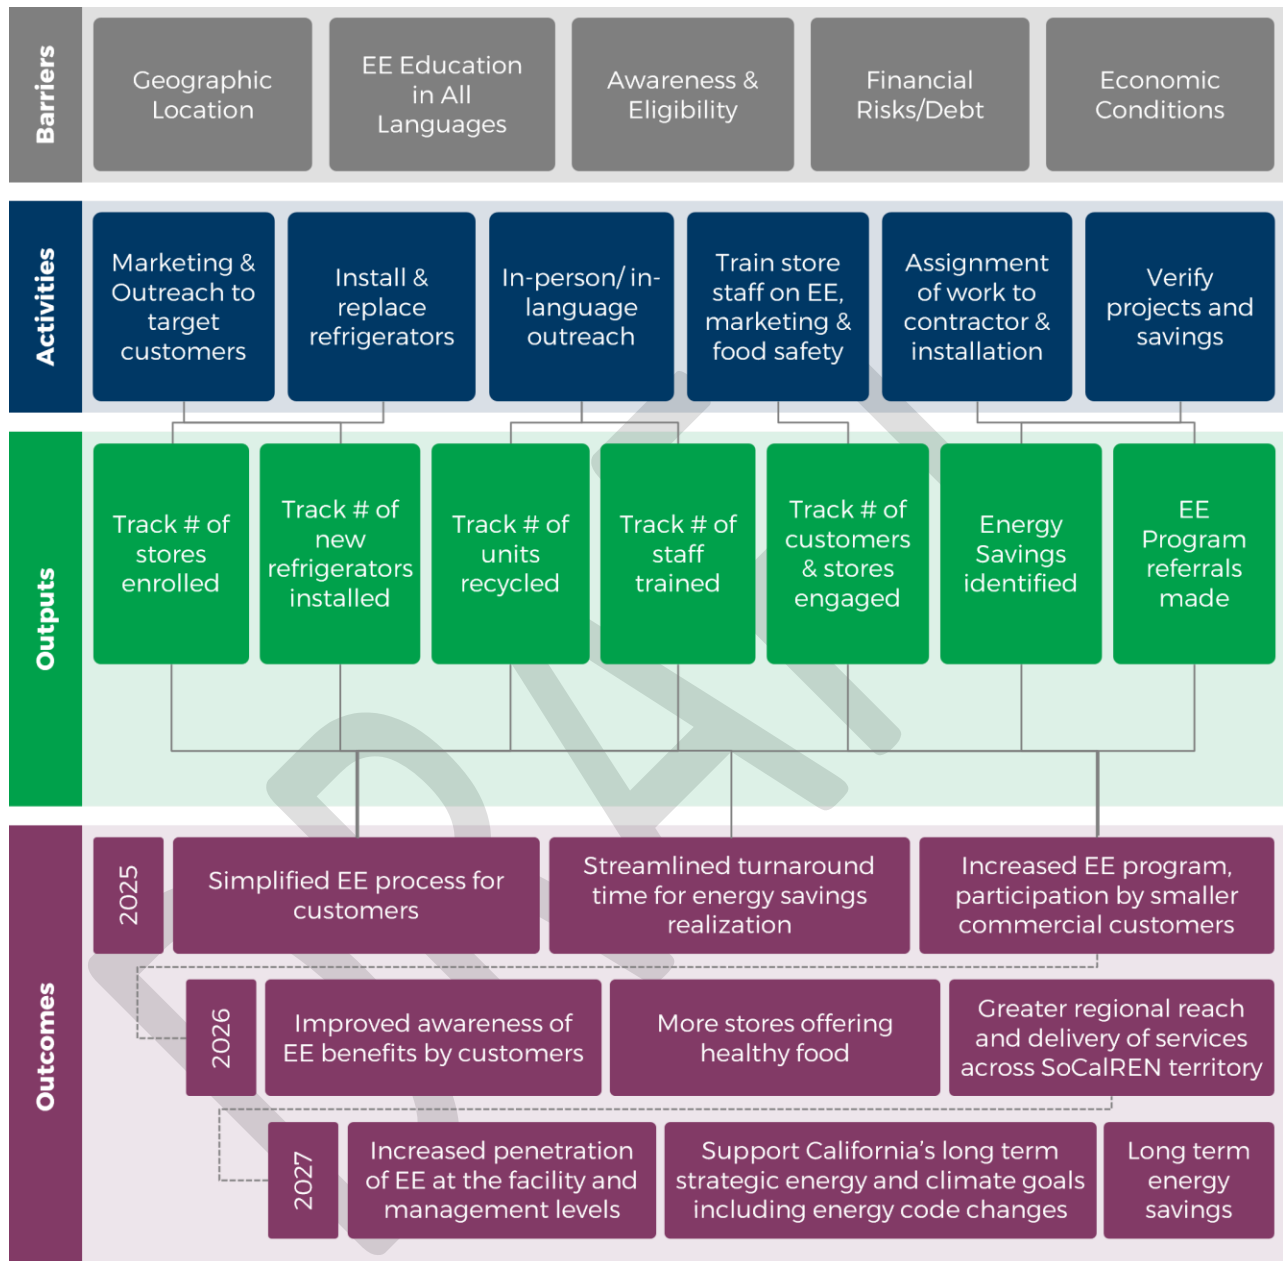 Barriers
Geographic
Location
EE Education
in All
Languages
Awareness &
Eligibility
Financial
Risks/Debt
Economic
Conditions
Activities
Marketing &
Outreach to
target
customers
Install &
replace
refrigerators
In-person/ in-
language
outreach
Train store
staff on EE,
marketing &
food safety
Assignment
of work to
contractor &
installation
Verify
projects and
savings
Outputs
Track # of
stores
enrolled
Track # of
new
refrigerators
installed
Track # of
units
recycled
Track # of
staff
trained
Track # of
customers
& stores
engaged
Energy
Savings
identified
EE
Program
referrals
made
Outcomes
2025
Simplified EE process for
customers
Streamlined turnaround
time for energy savings
realization
Increased EE program,
participation by smaller
commercial customers
2026
Improved awareness of
EE benefits by customers
More stores offering
healthy food
Greater regional reach
and delivery of services
across SoCalREN territory
2027
Increased penetration
of EE at the facility and
management levels
Support California's long term
strategic energy and climate goals
including energy code changes
Long term
energy
savings
DRAFT